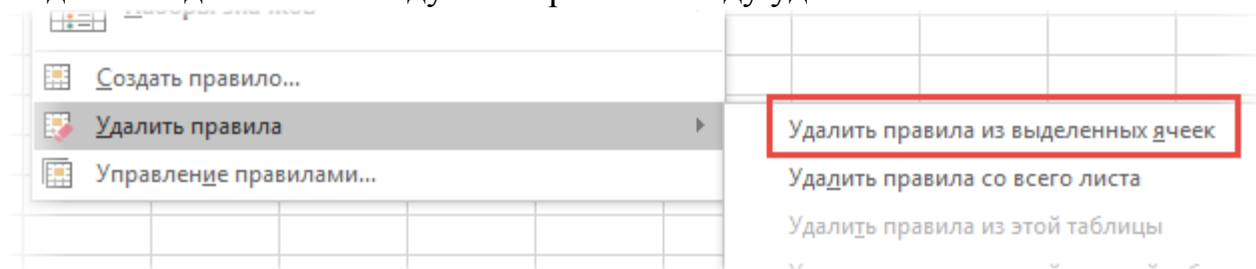 Создать правило...
Удалить правила
Управление правилами...
Удалить правила из выделенных ячеек
Удалить правила со всего листа
Удалить правила из этой таблицы